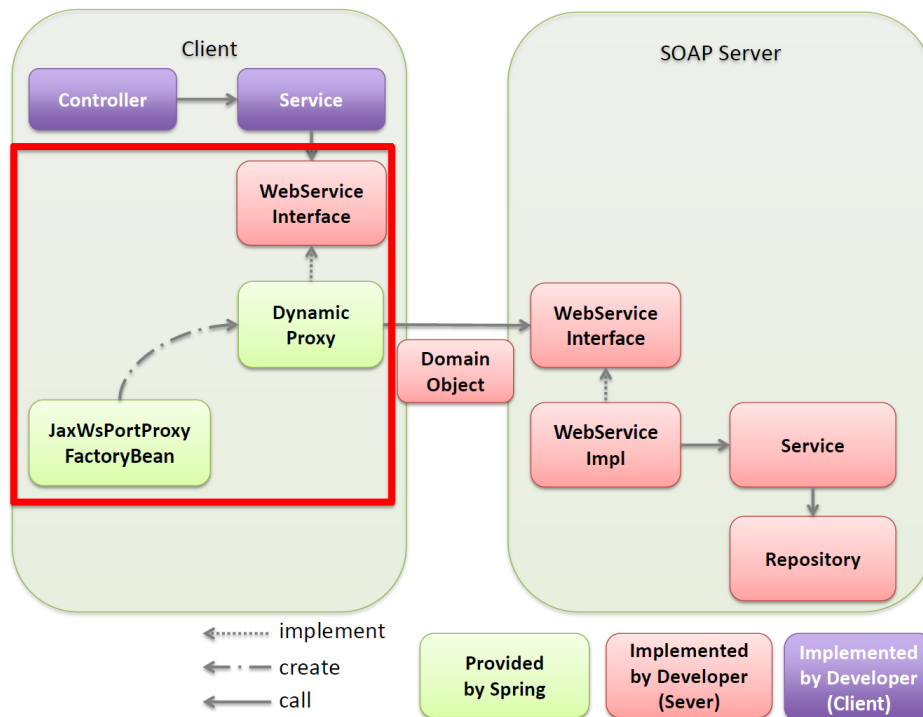 Client
SOAP Server
Controller
Service
WebService
Interface
Dynamic
Proxy
WebService
Interface
Domain
Object
JaxWsPortProxy
FactoryBean
WebService
Impl
Service
Repository
implement
create
call
Provided
by Spring
Implemented
by Developer
(Sever)
Implemented
by Developer
(Client)